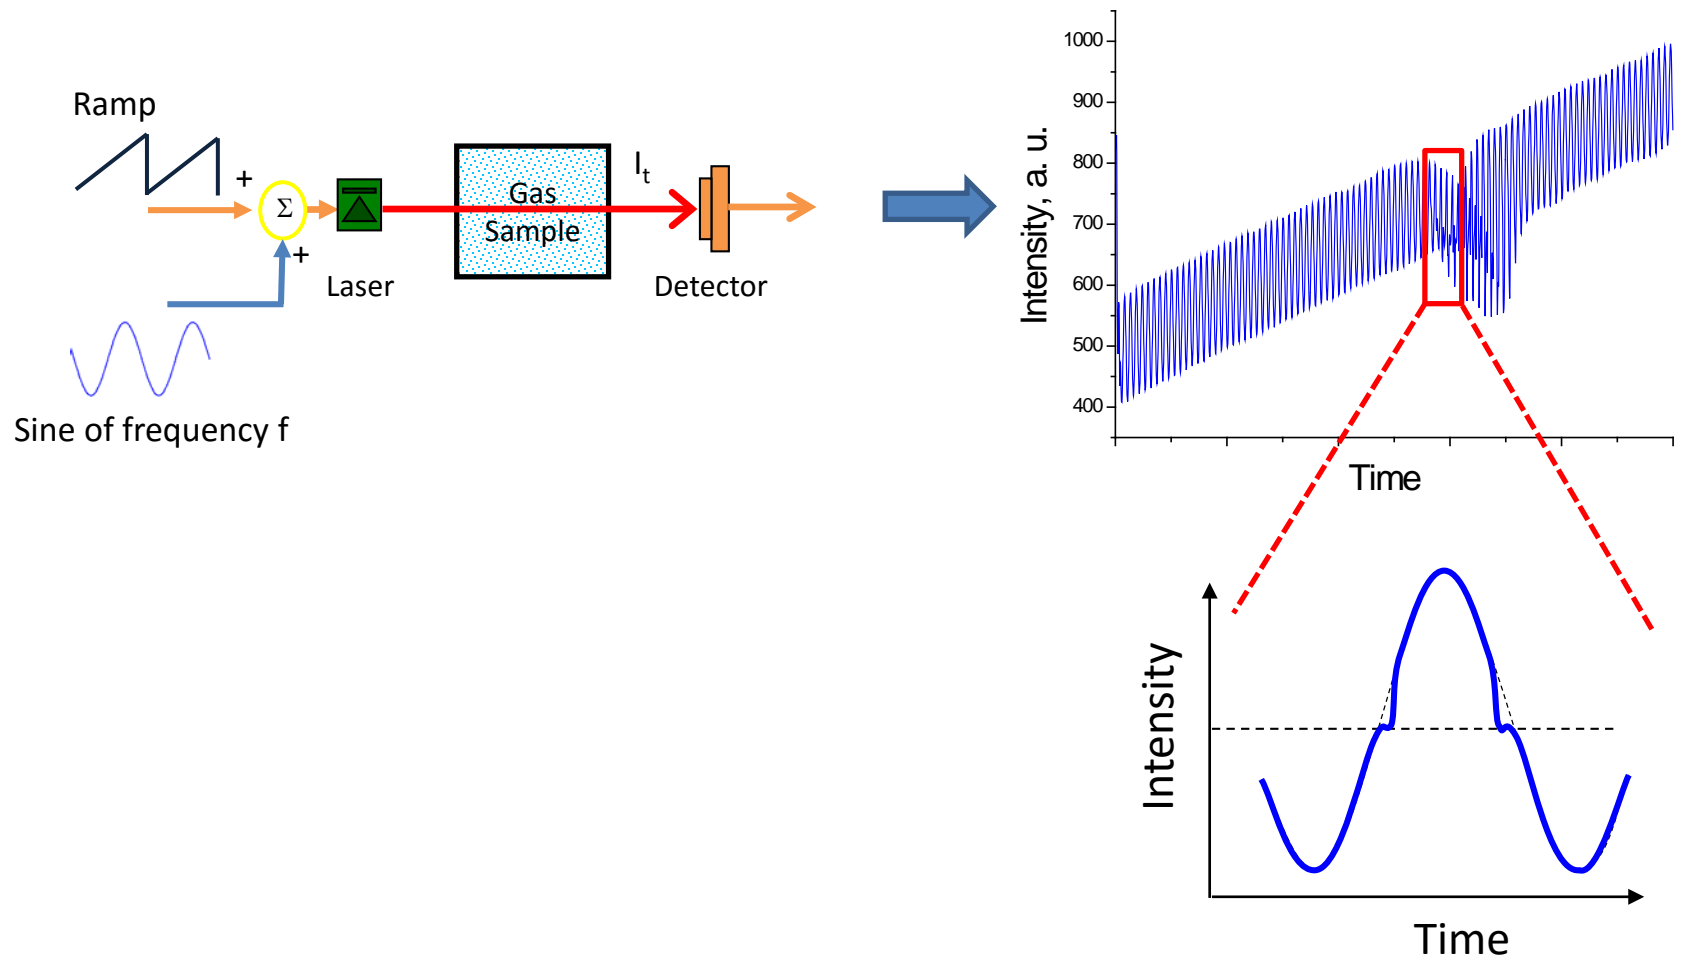 Ramp
+
Σ
+
Laser
Gas
Sample
I_t
Detector
Sine of frequency f
Intensity, a. u.
1000
900
800
700
600
500
400
Time
Intensity
Time